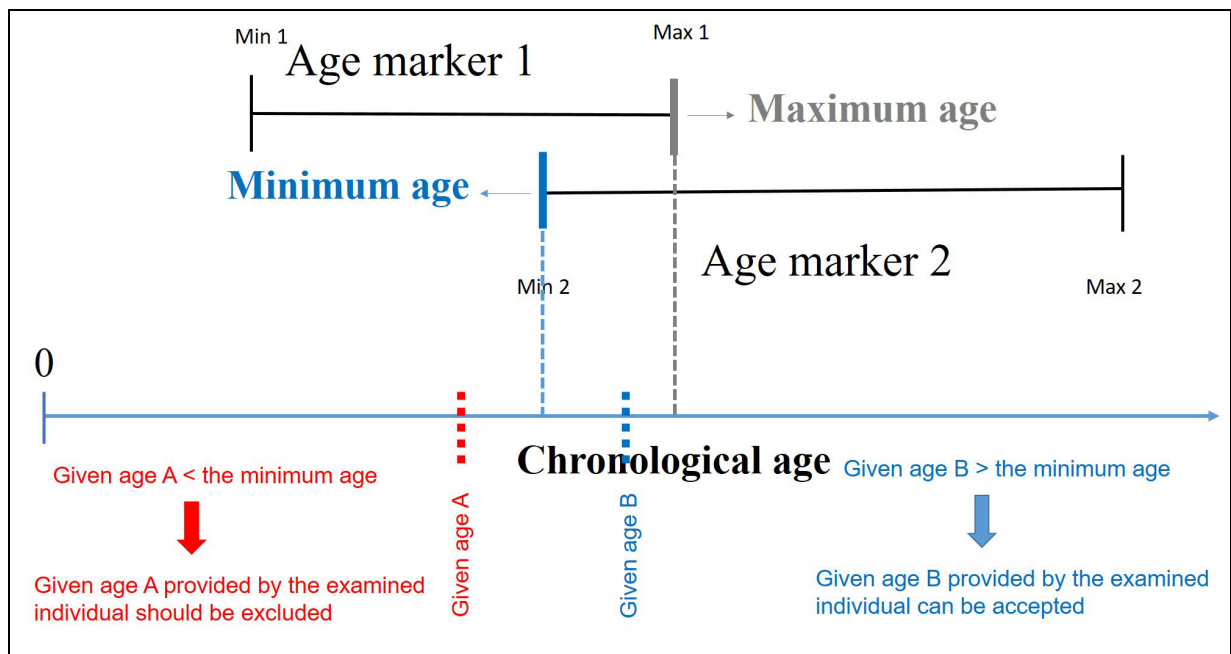 Min 1
Max 1
Age marker 1
Maximum age
Minimum age
Age marker 2
Min 2
Max 2
0
Chronological age
Given age A < the minimum age
Given age A
Given age B
Given age B > the minimum age
Given age A provided by the examined
individual should be excluded
Given age B provided by the examined
individual can be accepted